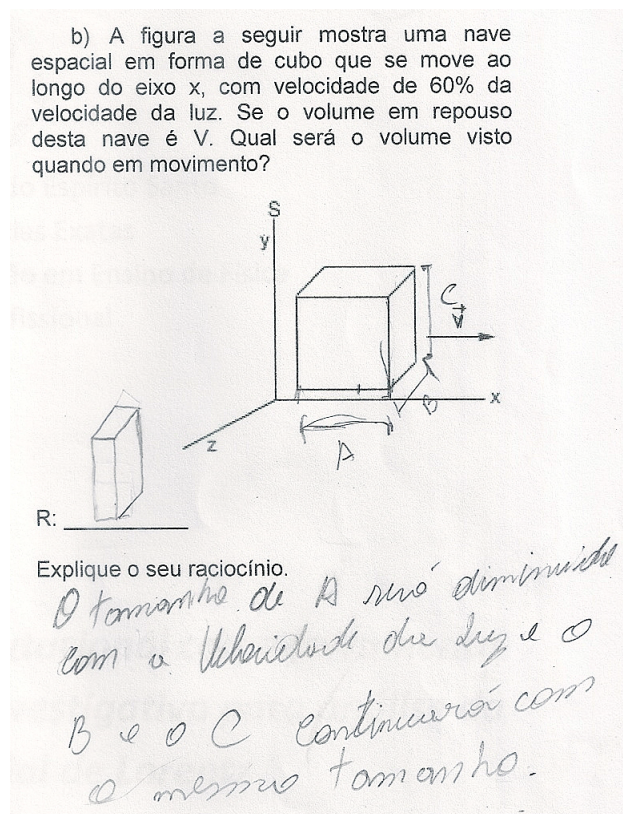 b) A figura a seguir mostra uma nave
espacial em forma de cubo que se move ao
longo do eixo x, com velocidade de 60% da
velocidade da luz. Se o volume em repouso
desta nave é V. Qual será o volume visto
quando em movimento?
S
y
C
V
x
B
z
A
R:
Explique o seu raciocínio.
O tamanho de A será diminuido
com a Velocidade da luz e o
B e o C continuará com
o mesmo tamanho.